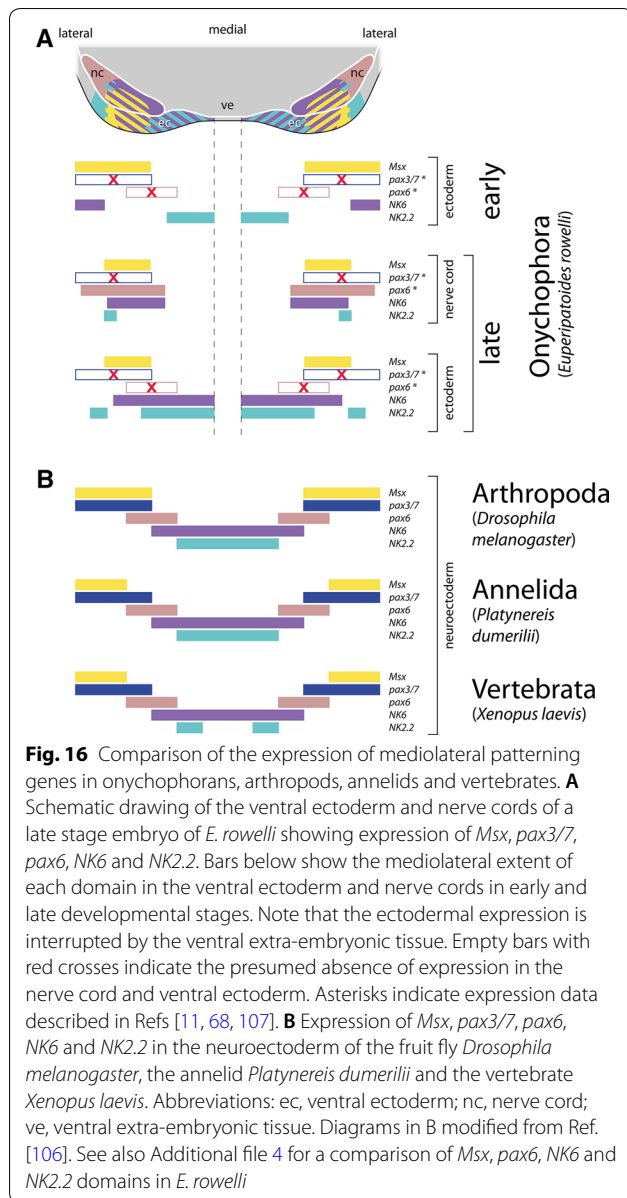 A
lateral medial lateral
nc nc
ve
ec ec
Msx
pax3/7 *
pax6 *
NK6
NK2.2
ectoderm
early
Msx
pax3/7 *
pax6 *
NK6
NK2.2
nerve cord
Msx
pax3/7 *
pax6 *
NK6
NK2.2
ectoderm
late
Onychophora
(Euperipatoides rowelli)
B
Msx
pax3/7
pax6
NK6
NK2.2
Arthropoda
(Drosophila
melanogaster)
Msx
pax3/7
pax6
NK6
NK2.2
neuroectoderm
Annelida
(Platynereis
dumerilii)
Msx
pax3/7
pax6
NK6
NK2.2
Vertebrata
(Xenopus laevis)
Fig. 16 Comparison of the expression of mediolateral patterning
genes in onychophorans, arthropods, annelids and vertebrates. A
Schematic drawing of the ventral ectoderm and nerve cords of a
late stage embryo of E. rowelli showing expression of Msx, pax3/7,
pax6, NK6 and NK2.2. Bars below show the mediolateral extent of
each domain in the ventral ectoderm and nerve cords in early and
late developmental stages. Note that the ectodermal expression is
interrupted by the ventral extra-embryonic tissue. Empty bars with
red crosses indicate the presumed absence of expression in the
nerve cord and ventral ectoderm. Asterisks indicate expression data
described in Refs [11, 68, 107]. B Expression of Msx, pax3/7, pax6,
NK6 and NK2.2 in the neuroectoderm of the fruit fly Drosophila
melanogaster, the annelid Platynereis dumerilii and the vertebrate
Xenopus laevis. Abbreviations: ec, ventral ectoderm; nc, nerve cord;
ve, ventral extra-embryonic tissue. Diagrams in B modified from Ref.
[106]. See also Additional file 4 for a comparison of Msx, pax6, NK6 and
NK2.2 domains in E. rowelli